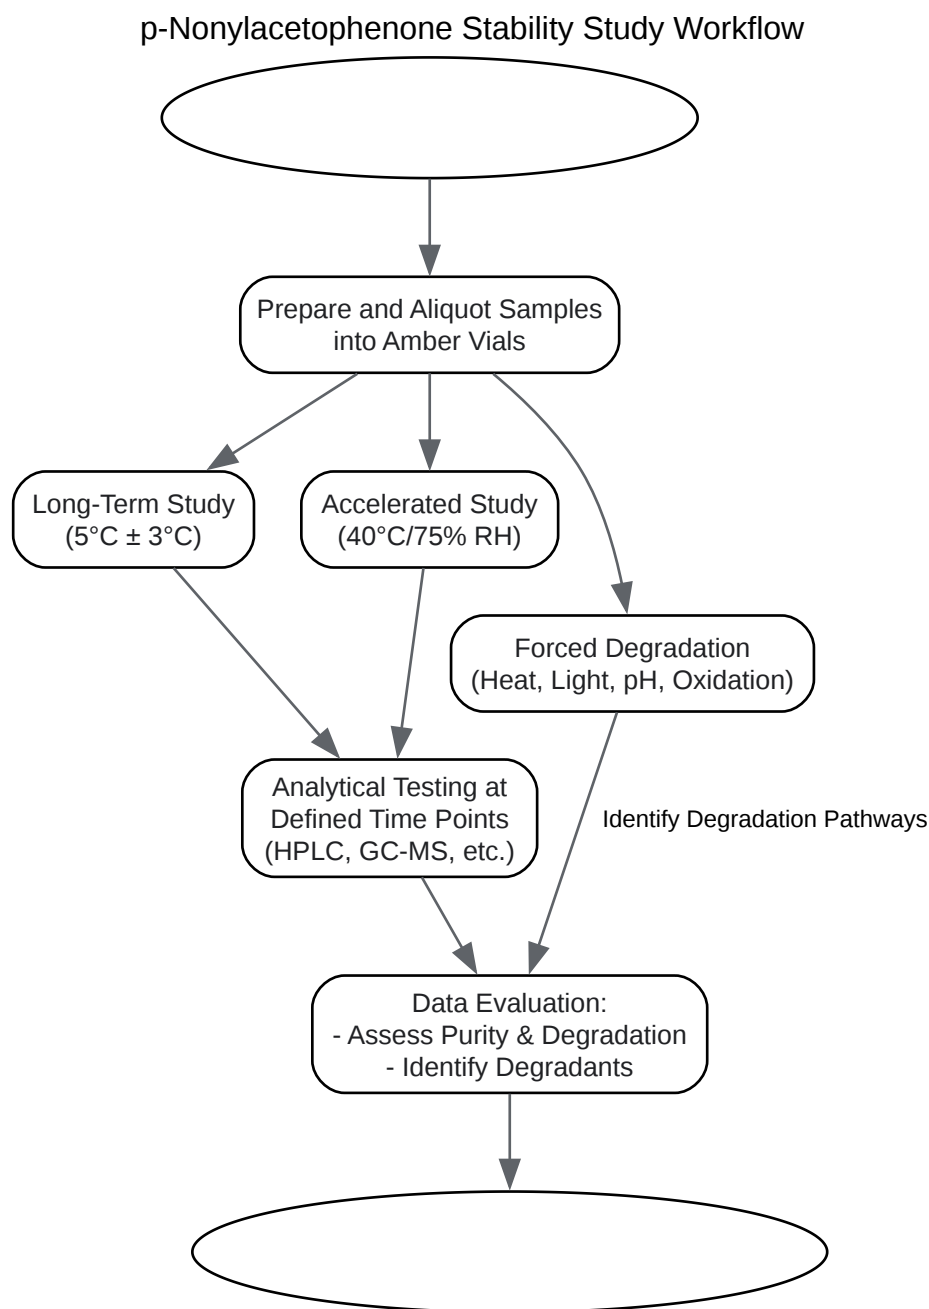 p-Nonylacetophenone Stability Study Workflow
Prepare and Aliquot Samples
into Amber Vials
Long-Term Study
(5°C ± 3°C)
Accelerated Study
(40°C/75% RH)
Forced Degradation
(Heat, Light, pH, Oxidation)
Analytical Testing at
Defined Time Points
(HPLC, GC-MS, etc.)
Identify Degradation Pathways
Data Evaluation:
- Assess Purity & Degradation
- Identify Degradants